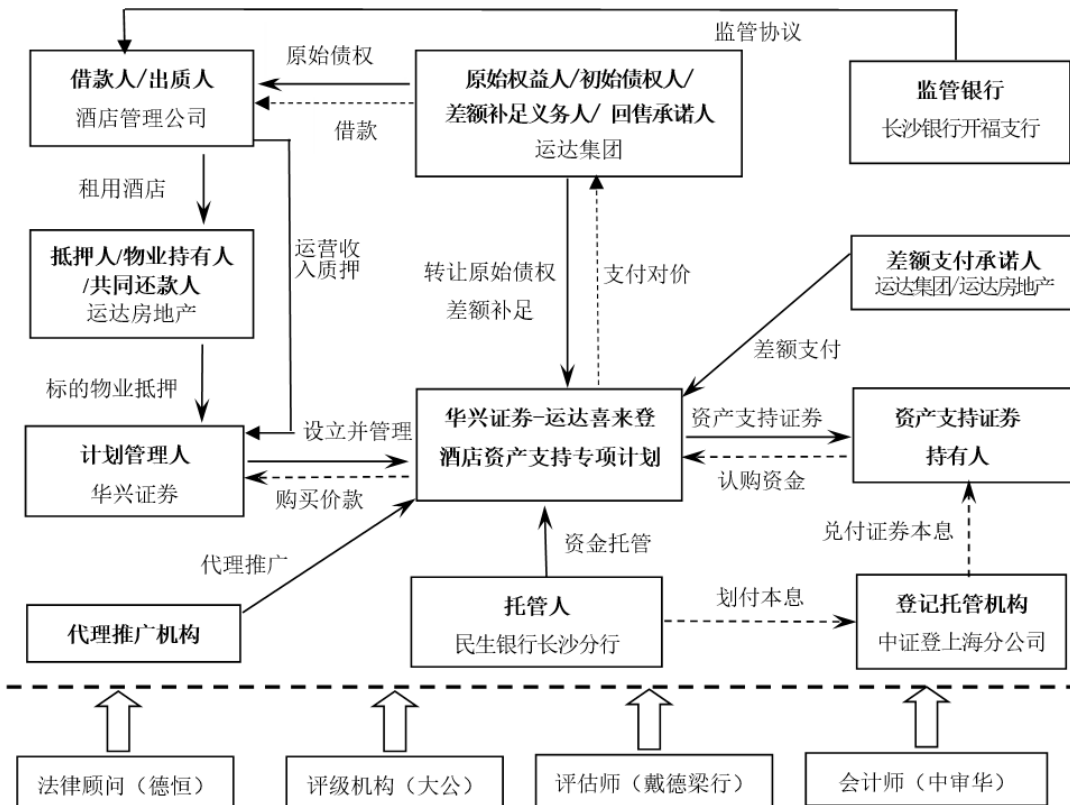 监管协议
借款人/出质人
酒店管理公司
原始债权
借款
原始权益人/初始债权人/
差额补足义务人/ 回售承诺人
运达集团
监管银行
长沙银行开福支行
租用酒店
抵押人/物业持有人
/共同还款人
运达房地产
运营收
入质押
转让原始债权
差额补足
支付对价
差额支付承诺人
运达集团/运达房地产
差额支付
标的物业抵押
计划管理人
华兴证券
设立并管理
购买价款
华兴证券-运达喜来登
酒店资产支持专项计划
资产支持证券
认购资金
资产支持证券
持有人
代理推广
资金托管
兑付证券本息
代理推广机构
托管人
民生银行长沙分行
划付本息
登记托管机构
中证登上海分公司
法律顾问（德恒）
评级机构（大公）
评估师（戴德梁行）
会计师（中审华）